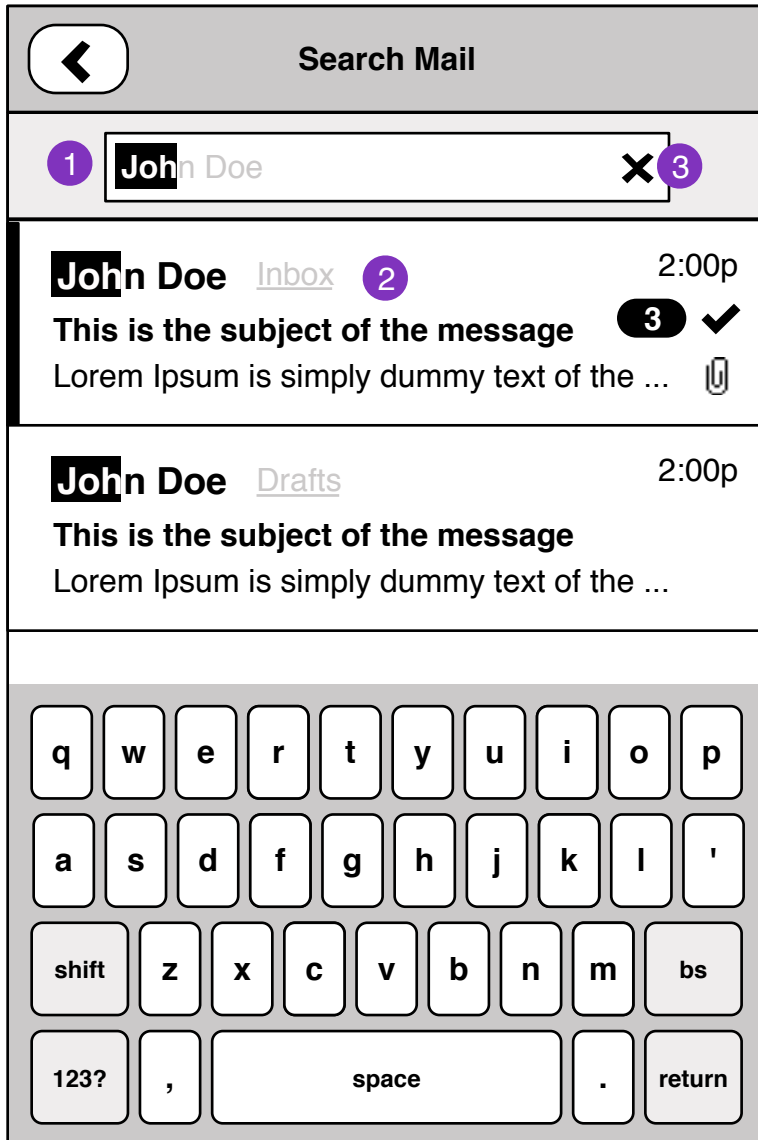 Search Mail
1 John Doe 3
John Doe Inbox 2 2:00p
This is the subject of the message 3
Lorem Ipsum is simply dummy text of the ...
John Doe Drafts 2:00p
This is the subject of the message
Lorem Ipsum is simply dummy text of the ...
q w e r t y u i o p
a s d f g h j k l '
shift z x c v b n m bs
123? , space . return